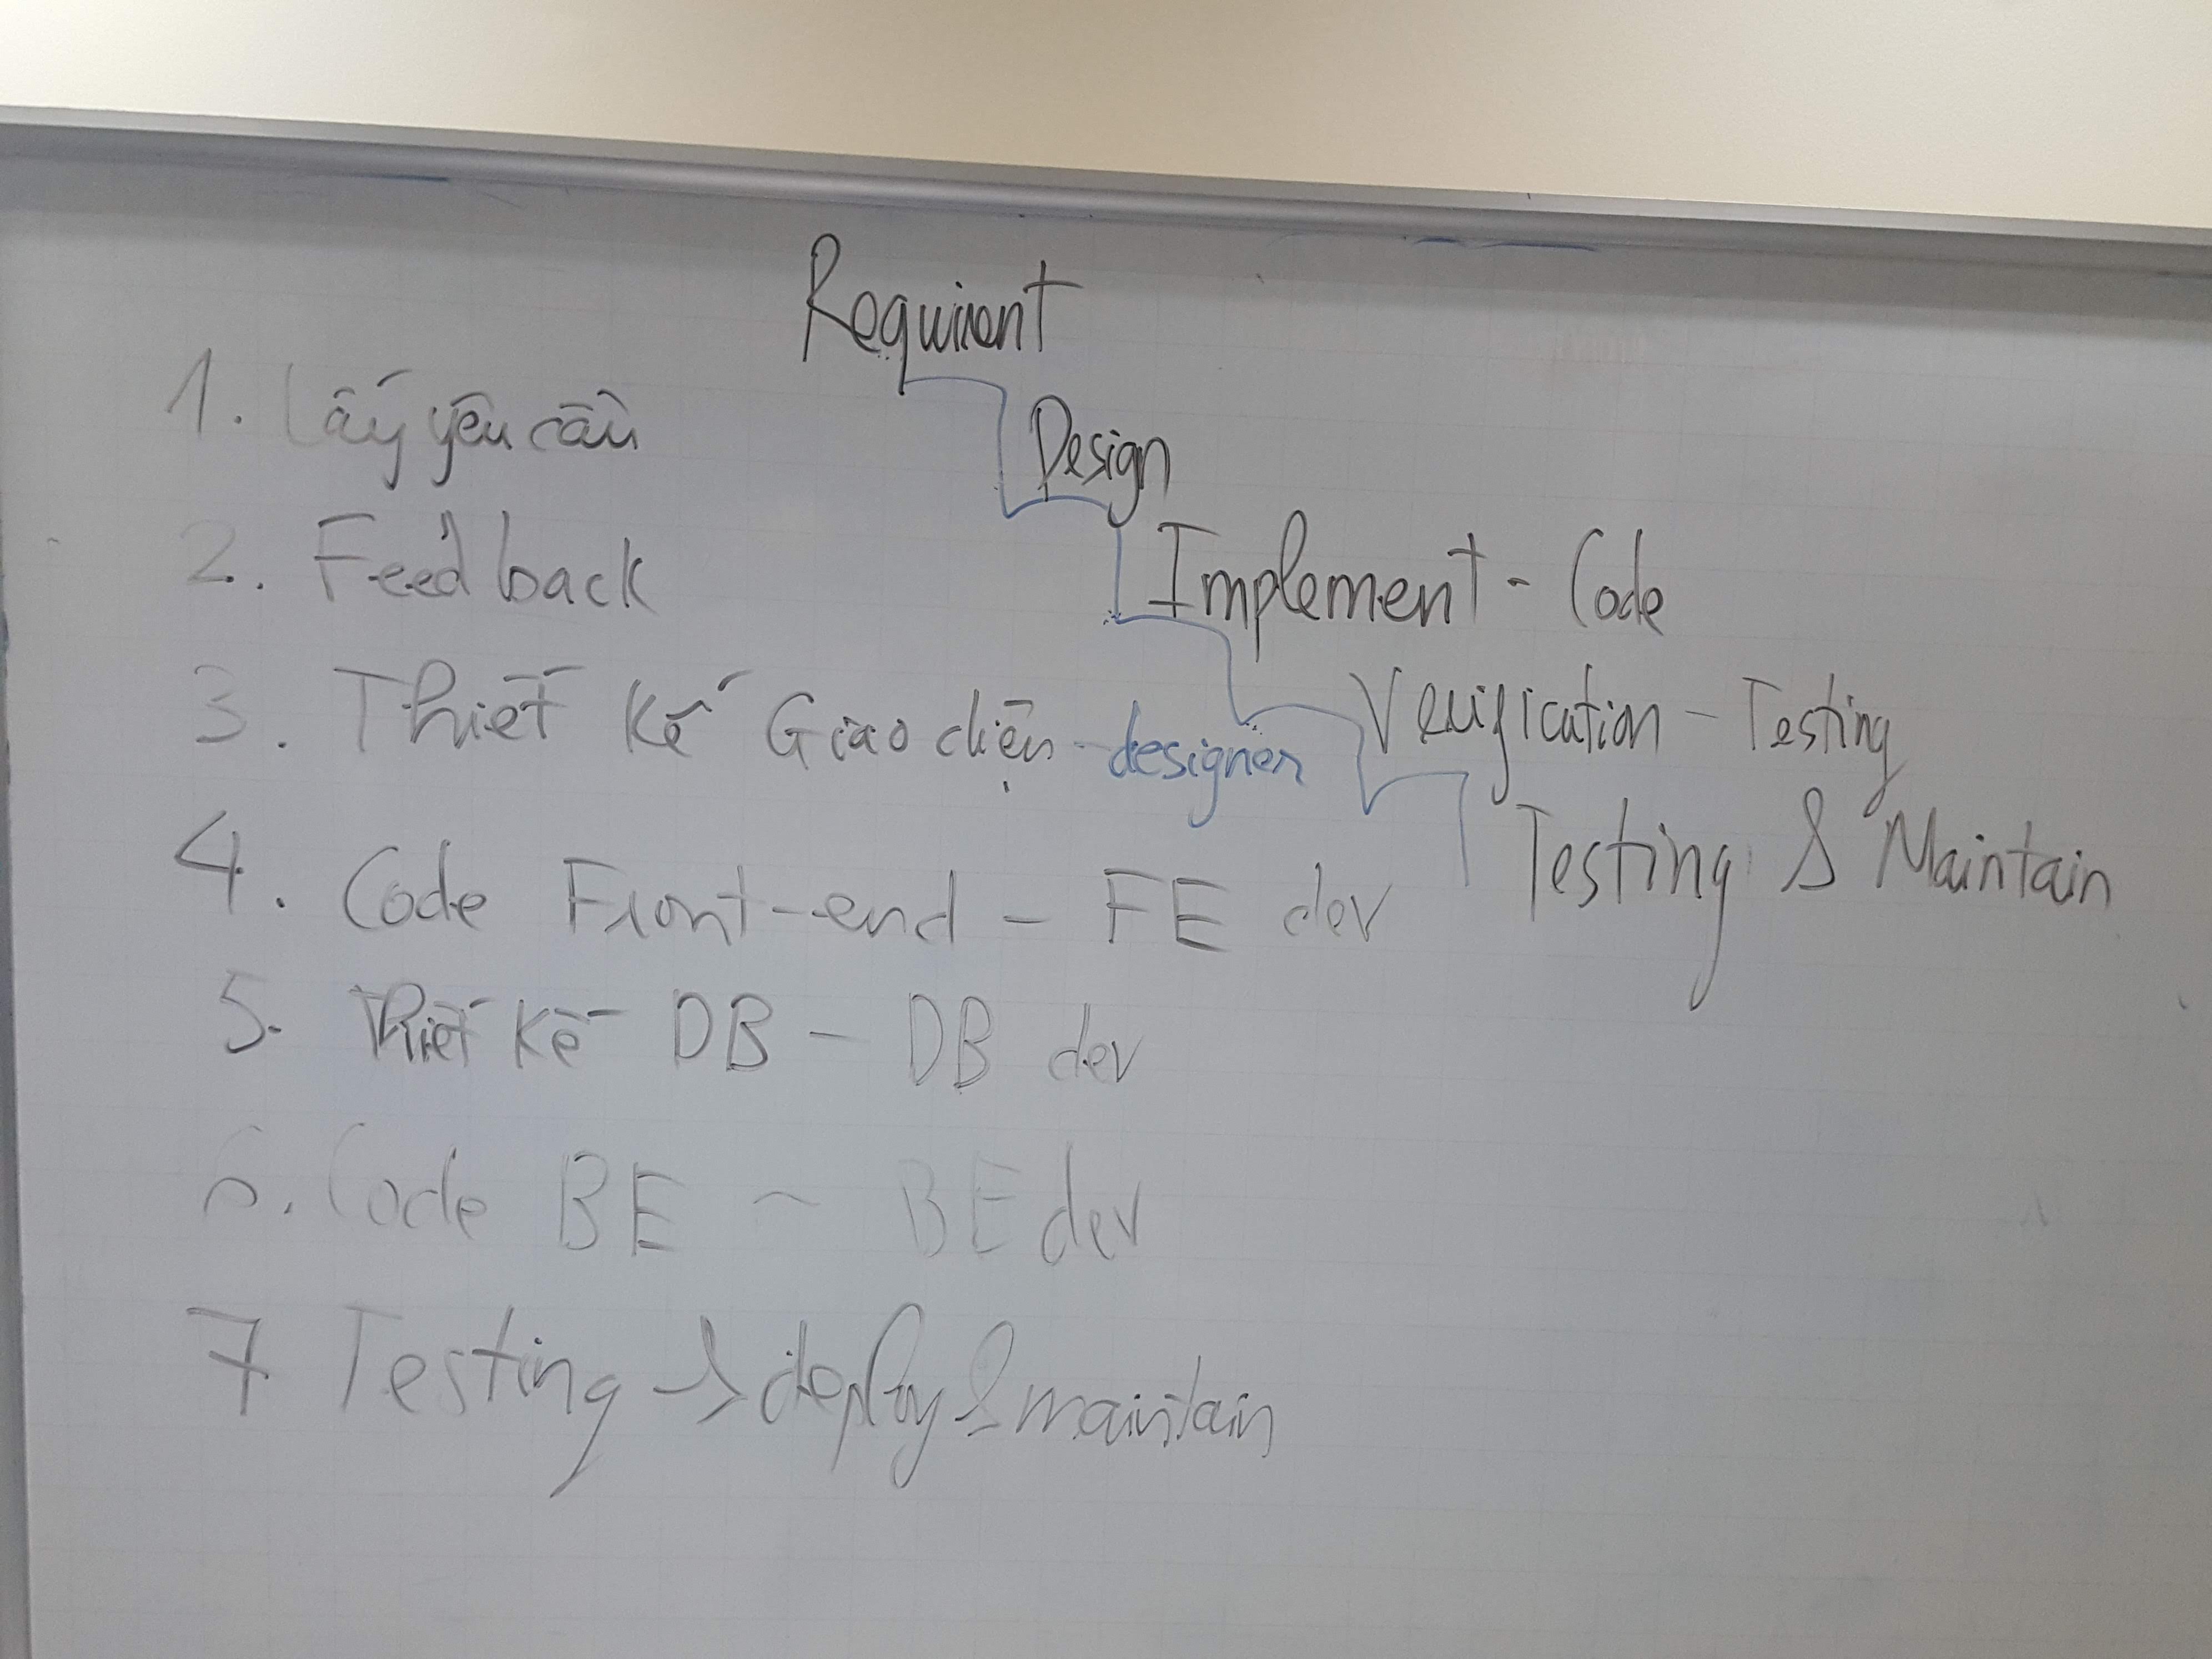 Requirent
1. Lấy yêu cầu
Design
2. Feedback
Implement - Code
3. Thiết kế Giao diện - designer
Verification - Testing
4. Code Front-end - FE dev
Testing & Maintain
5. Thiết kế DB - DB dev
6. Code BE - BE dev
7 Testing → deploy & maintain